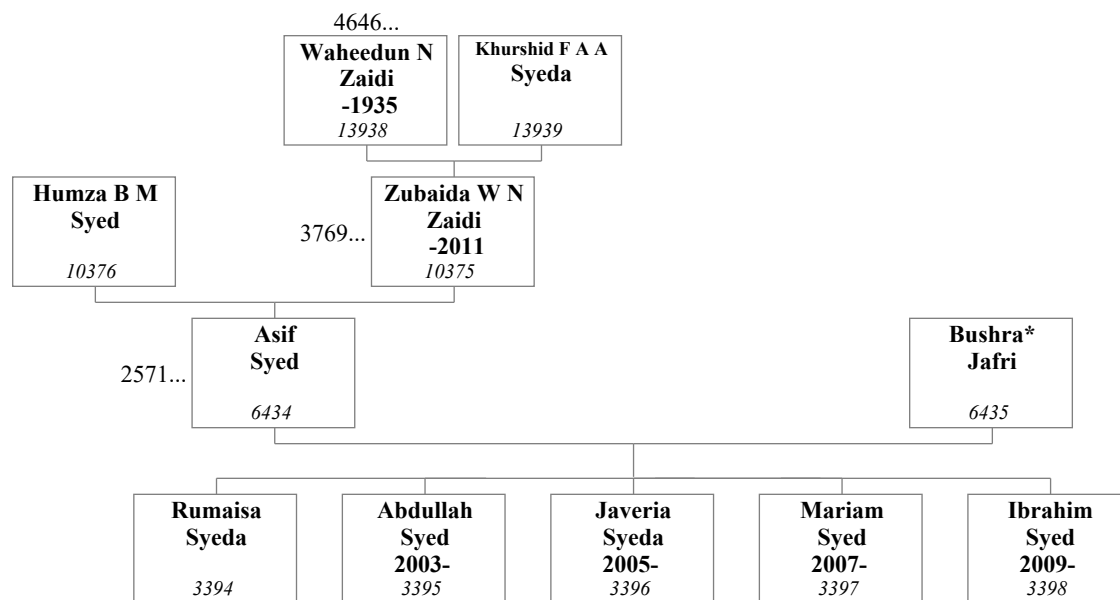 4646...
Waheedun N
Zaidi
-1935
13938
Khurshid F A A
Syeda
13939
Humza B M
Syed
10376
3769...
Zubaida W N
Zaidi
-2011
10375
2571...
Asif
Syed
6434
Bushra*
Jafri
6435
Rumaisa
Syeda
3394
Abdullah
Syed
2003-
3395
Javeria
Syeda
2005-
3396
Mariam
Syed
2007-
3397
Ibrahim
Syed
2009-
3398